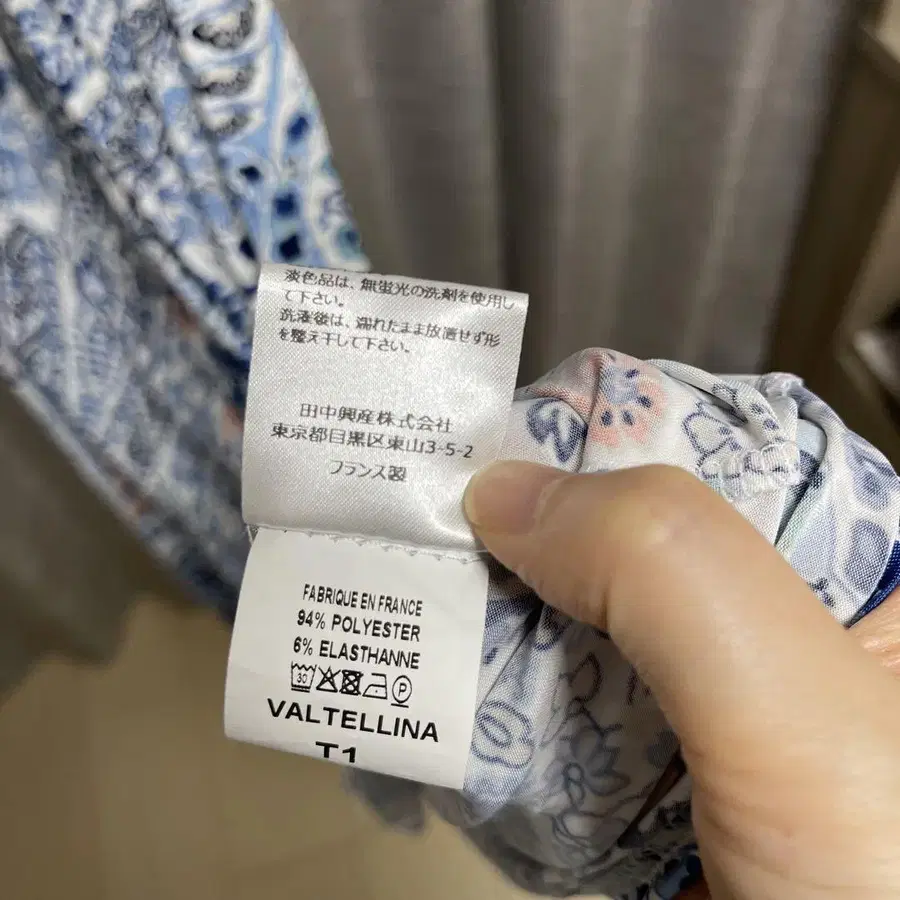 淡色品は、無蛍光の洗剤を使用し
て下さい。
洗濯後は、濡れたまま放置せず形
を整え干して下さい。
田中興産株式会社
東京都目黒区東山3-5-2
フランス製
FABRIQUE EN FRANCE
94% POLYESTER
6% ELASTHANNE
30
P
VALTELLINA
T1